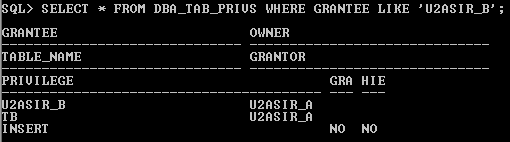 SQL> SELECT * FROM DBA_TAB_PRIVS WHERE GRANTEE LIKE 'U2ASIR_B';
GRANTEE OWNER
------------------------------ ------------------------------
TABLE_NAME GRANTOR
------------------------------ ------------------------------
PRIVILEGE GRA HIE
---------------------------------------- --- ---
U2ASIR_B U2ASIR_A
TB U2ASIR_A
INSERT NO NO